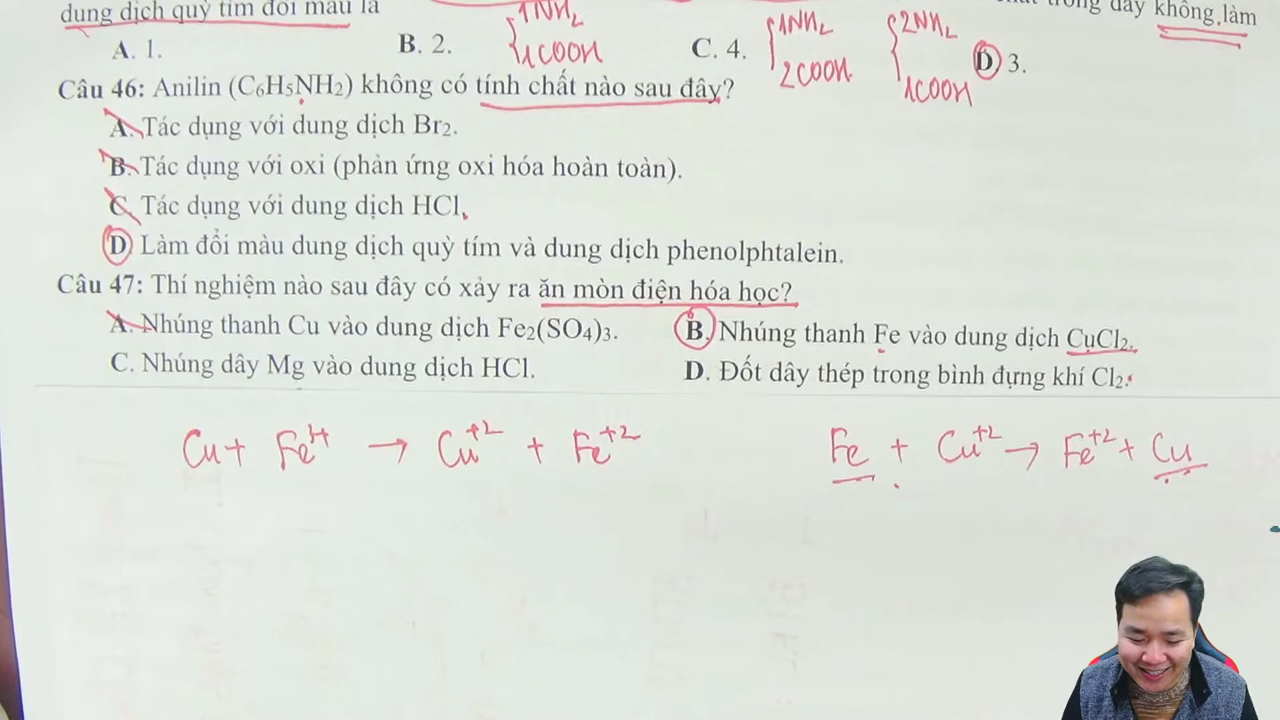 dung dịch quỳ tím đổi màu là
trong dãy không làm
A. 1.
B. 2.
{1NH2
1COOH
C. 4.
{1NH2
2COOH
{2NH2
1COOH
D 3.
Câu 46: Anilin (C6H5NH2) không có tính chất nào sau đây?
A. Tác dụng với dung dịch Br2.
B. Tác dụng với oxi (phản ứng oxi hóa hoàn toàn).
C. Tác dụng với dung dịch HCl.
D Làm đổi màu dung dịch quỳ tím và dung dịch phenolphtalein.
Câu 47: Thí nghiệm nào sau đây có xảy ra ăn mòn điện hóa học?
A. Nhúng thanh Cu vào dung dịch Fe2(SO4)3. B. Nhúng thanh Fe vào dung dịch CuCl2.
C. Nhúng dây Mg vào dung dịch HCl. D. Đốt dây thép trong bình đựng khí Cl2.
Cu + Fe3+ → Cu+2 + Fe+2 Fe + Cu+2 → Fe+2 + Cu